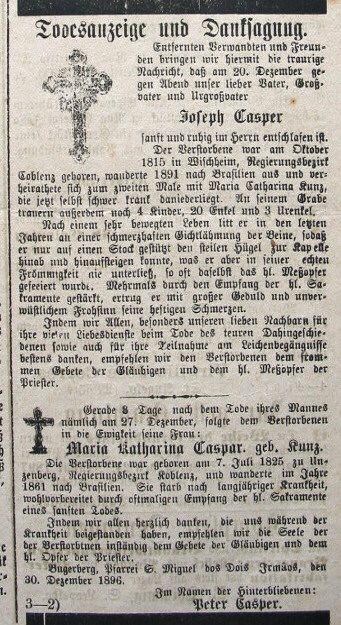 Todesanzeige und Danksagung.
Entfernten Verwandten und Freun-
den bringen wir hiermit die traurige
Nachricht, daß am 20. Dezember ge-
gen Abend unser lieber Vater, Groß-
vater und Urgroßvater
Joseph Casper
sanft und ruhig im Herrn entschlafen ist.
Der Verstorbene war am Oktober
1815 in Wischheim, Regierungsbezirk
Coblenz geboren, wanderte 1891 nach Brasilien aus und ver-
heirathete sich zum zweiten Male mit Maria Catharina Kunz,
die jetzt selbst schwer krank daniederliegt. An seinem Grabe
trauern außerdem noch 4 Kinder, 20 Enkel und 3 Urenkel.
Nach einem sehr bewegten Leben litt er in den letzten
Jahren an einer schmerzhaften Gichtlähmung der Beine, sodaß
er nur auf einen Stock gestützt den steilen Hügel zur Kapelle
hinab und hinaufsteigen konnte, was er aber in seiner echten
Frömmigkeit nie unterließ, so oft daselbst das hl. Meßopfer
gefeiert wurde. Mehrmals durch den Empfang der hl. Sa-
kramente gestärkt, ertrug er mit großer Geduld und unver-
wüstlichem Frohsinn seine heftigen Schmerzen.
Indem wir Allen, besonders unseren lieben Nachbarn für
ihre vielen Liebesdienste beim Tode des teuren Dahingeschie-
denen sowie auch für ihre Teilnahme am Leichenbegängnisse
bestens danken, empfehlen wir den Verstorbenen dem from-
men Gebete der Gläubigen und dem hl. Meßopfer der
Priester.
Gerade 8 Tage nach dem Tode ihres Mannes
nämlich am 27. Dezember, folgte dem Verstorbenen
in die Ewigkeit seine Frau:
Maria Katharina Caspar, geb. Kunz.
Die Verstorbene war geboren am 7. Juli 1825 zu Un-
zenberg, Regierungsbezirk Koblenz, und wanderte im Jahre
1861 nach Brasilien. Sie starb nach langjähriger Krankheit,
wohlvorbereitet durch oftmaligen Empfang der hl. Sakramente
eines sanften Todes.
Indem wir allen herzlich danken, die uns während der
Krankheit beigestanden haben, empfehlen wir die Seele der
der Verstorbtnen inständig dem Gebete der Gläubigen und dem
hl. Opfer der Priester.
Bugerberg, Pfarrei S. Miguel dos Dois Irmãos, den
30. Dezember 1896.
Im Namen der Hinterbliebenen:
3—2) Peter Casper.